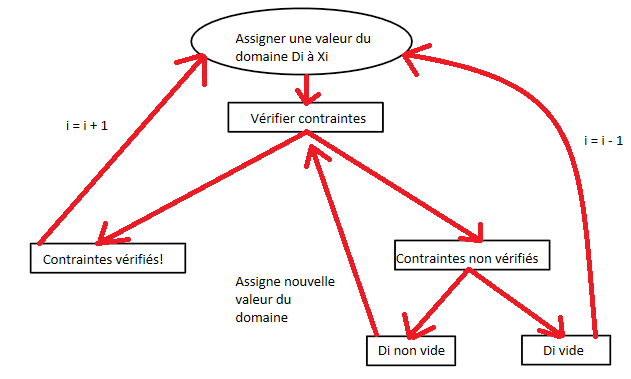 Assigner une valeur du
domaine Di à Xi
Vérifier contraintes
i = i + 1
i = i - 1
Contraintes vérifiés!
Contraintes non vérifiés
Assigne nouvelle
valeur du
domaine
Di non vide
Di vide